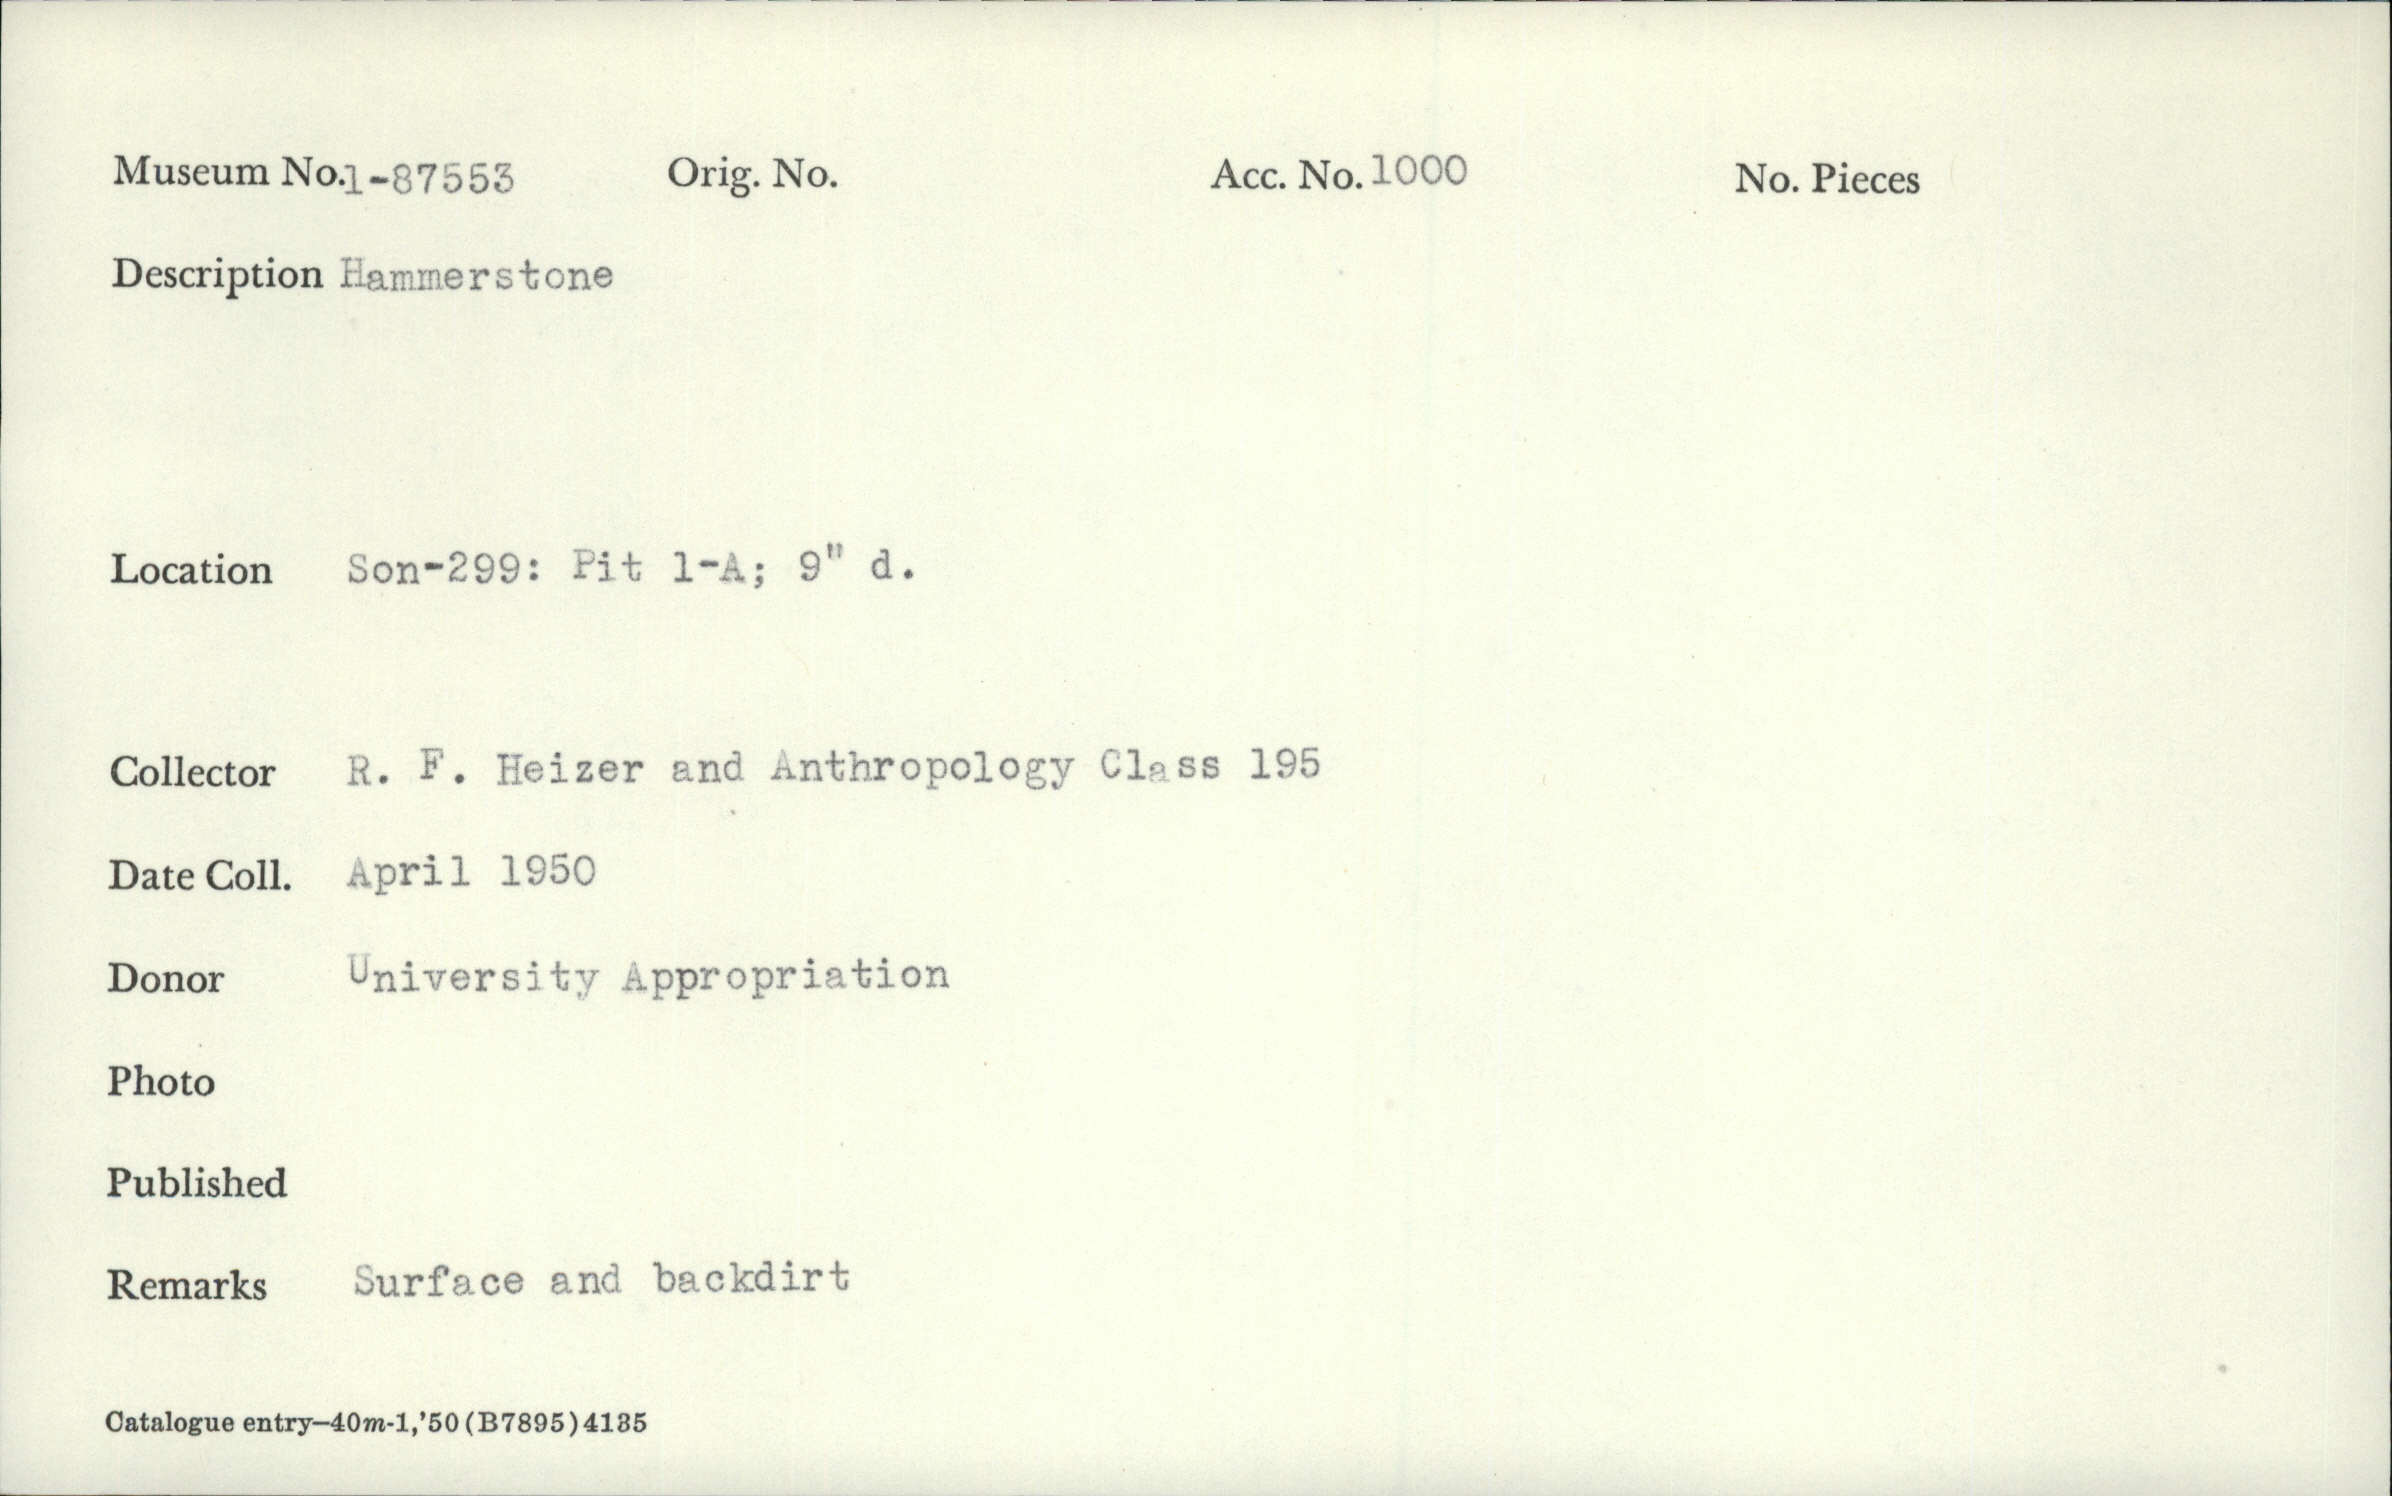 Museum No. 1-87553 Orig. No. Acc. No. 1000 No. Pieces
Description Hammerstone
Location Son-299: Pit 1-A; 9" d.
Collector R. F. Heizer and Anthropology Class 195
Date Coll. April 1950
Donor University Appropriation
Photo
Published
Remarks Surface and backdirt
Catalogue entry—40m-1,'50 (B7895) 4135